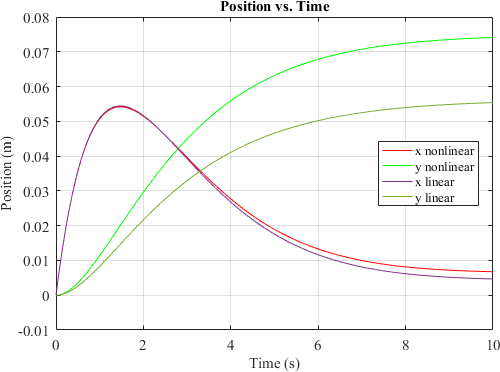 Position vs. Time
0.08
0.07
0.06
0.05
0.04
0.03
0.02
0.01
0
-0.01
Position (m)
x nonlinear
y nonlinear
x linear
y linear
0 2 4 6 8 10
Time (s)